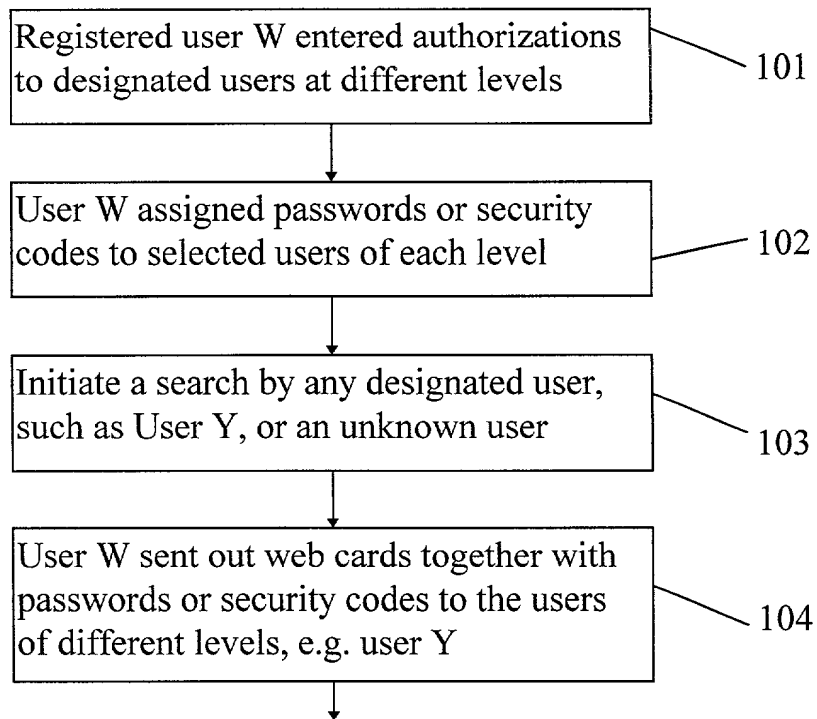 Registered user W entered authorizations
to designated users at different levels
101
User W assigned passwords or security
codes to selected users of each level
102
Initiate a search by any designated user,
such as User Y, or an unknown user
103
User W sent out web cards together with
passwords or security codes to the users
of different levels, e.g. user Y
104